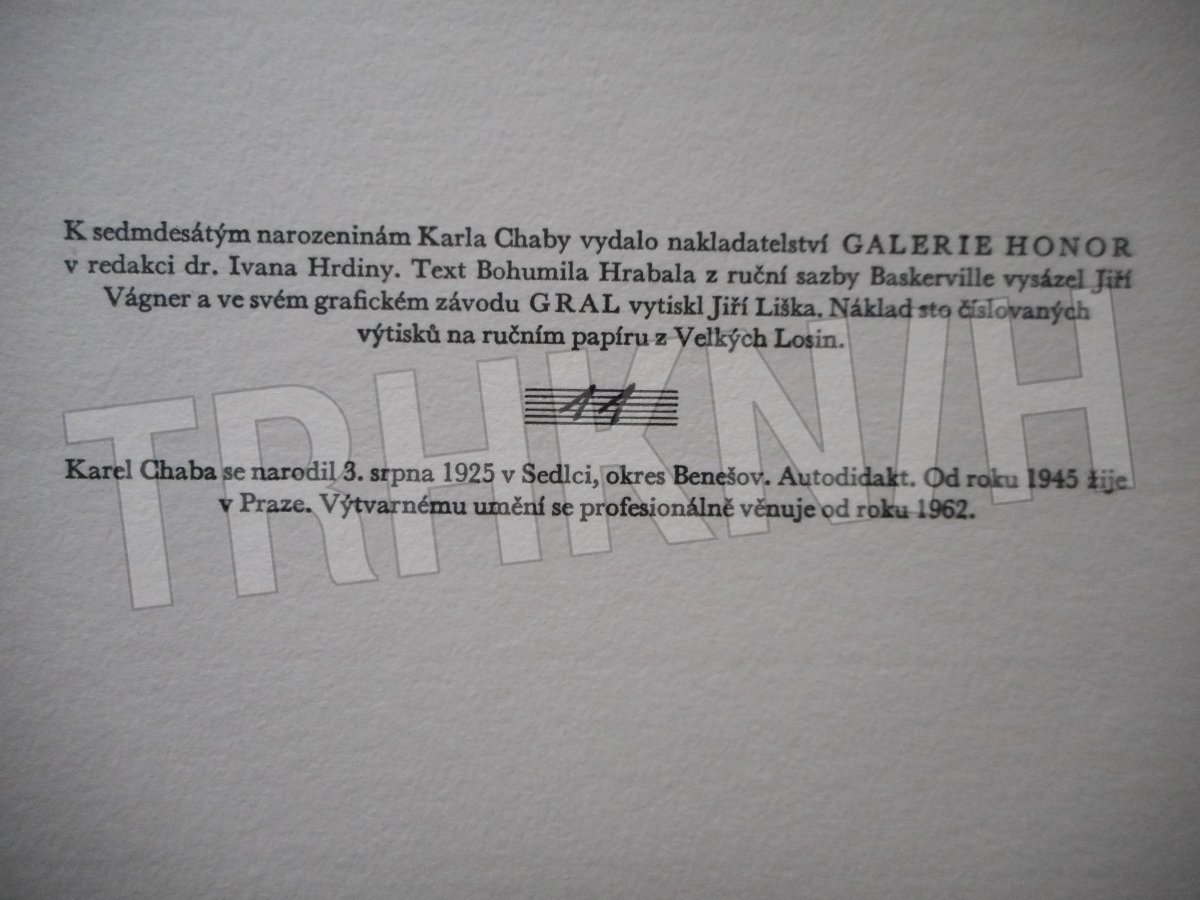 K sedmdesátým narozeninám Karla Chaby vydalo nakladatelství GALERIE HONOR
v redakci dr. Ivana Hrdiny. Text Bohumila Hrabala z ruční sazby Baskerville vysázel Jiří
Vágner a ve svém grafickém závodu GRAL vytiskl Jiří Liška. Náklad sto číslovaných
výtisků na ručním papíru z Velkých Losin.
11
Karel Chaba se narodil 3. srpna 1925 v Sedlci, okres Benešov. Autodidakt. Od roku 1945 žije
v Praze. Výtvarnému umění se profesionálně věnuje od roku 1962.
TRHKNIH